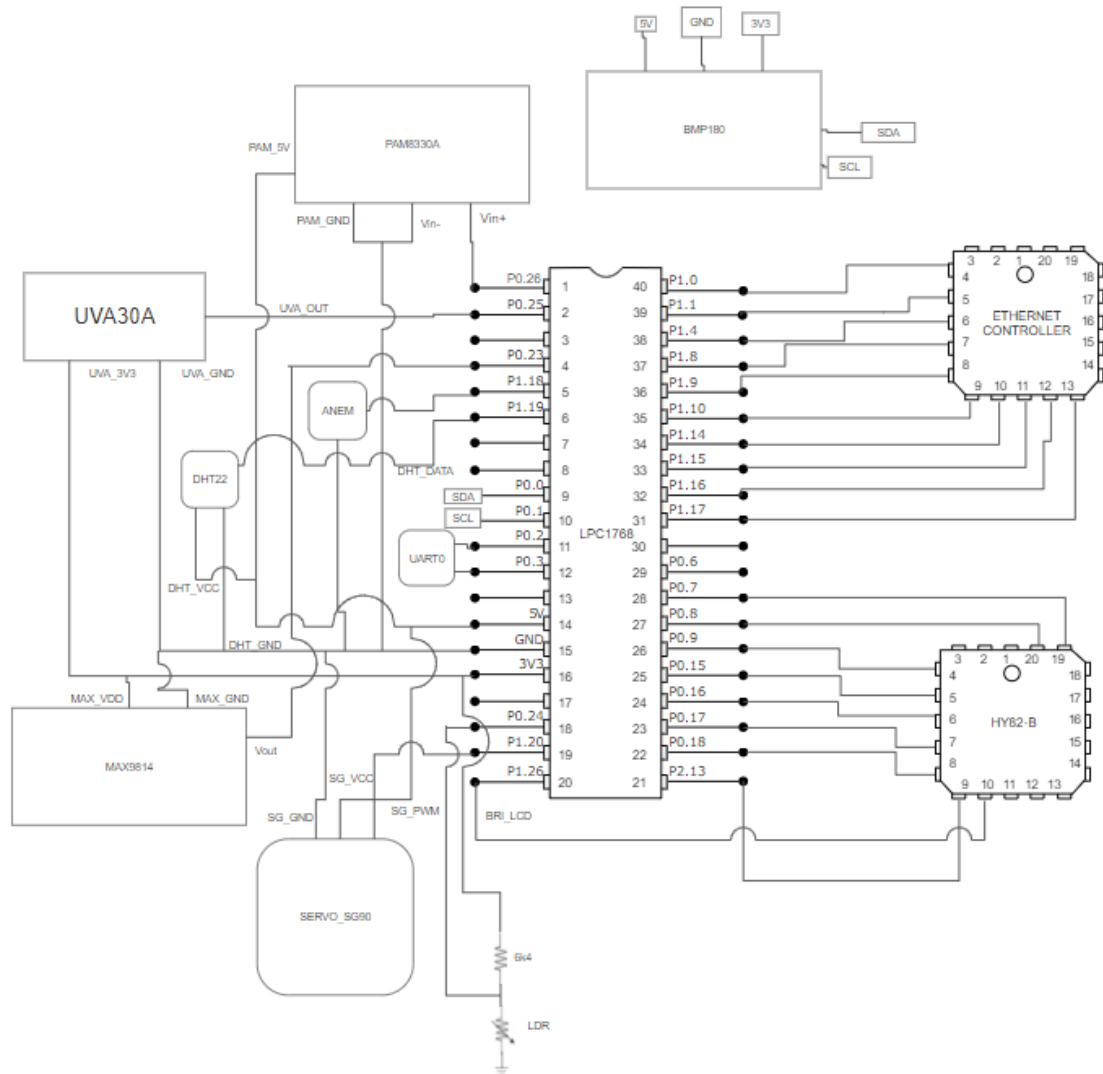 5V
GND
3V3
BMP180
SDA
SCL
PAM8330A
PAM_5V
PAM_GND
Vin-
Vin+
UVA30A
UVA_OUT
UVA_3V3
UVA_GND
ANEM
DHT22
DHT_DATA
DHT_VCC
DHT_GND
SDA
SCL
UART0
MAX_VDD
MAX_GND
MAX9814
Vout
SG_VCC
SG_GND
SG_PWM
SERVO_SG90
BRI_LCD
6k4
LDR
LPC1768
P0.26 1
P0.25 2
3
P0.23 4
P1.18 5
P1.19 6
7
8
P0.0 9
P0.1 10
P0.2 11
P0.3 12
13
5V 14
GND 15
3V3 16
17
P0.24 18
P1.20 19
P1.26 20
40 P1.0
39 P1.1
38 P1.4
37 P1.8
36 P1.9
35 P1.10
34 P1.14
33 P1.15
32 P1.16
31 P1.17
30
29 P0.6
28 P0.7
27 P0.8
26 P0.9
25 P0.15
24 P0.16
23 P0.17
22 P0.18
21 P2.13
3 2 1 20 19
4 18
5 17
6 16
7 15
8 14
9 10 11 12 13
ETHERNET
CONTROLLER
3 2 1 20 19
4 18
5 17
6 16
7 15
8 14
9 10 11 12 13
HY82-B